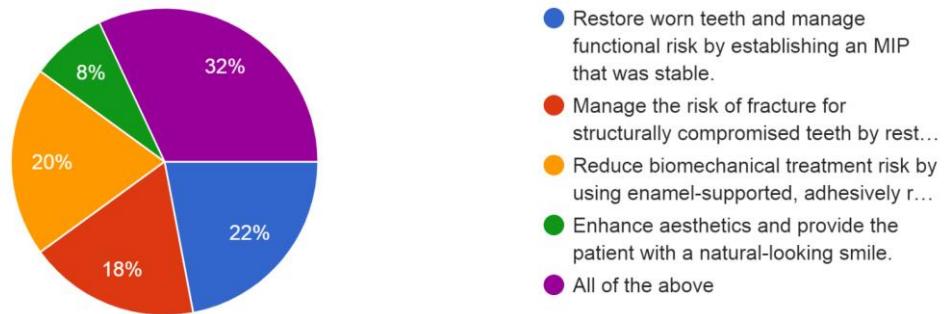 32%
8%
20%
18%
22%
Restore worn teeth and manage
functional risk by establishing an MIP
that was stable.
Manage the risk of fracture for
structurally compromised teeth by rest…
Reduce biomechanical treatment risk by
using enamel-supported, adhesively r…
Enhance aesthetics and provide the
patient with a natural-looking smile.
All of the above